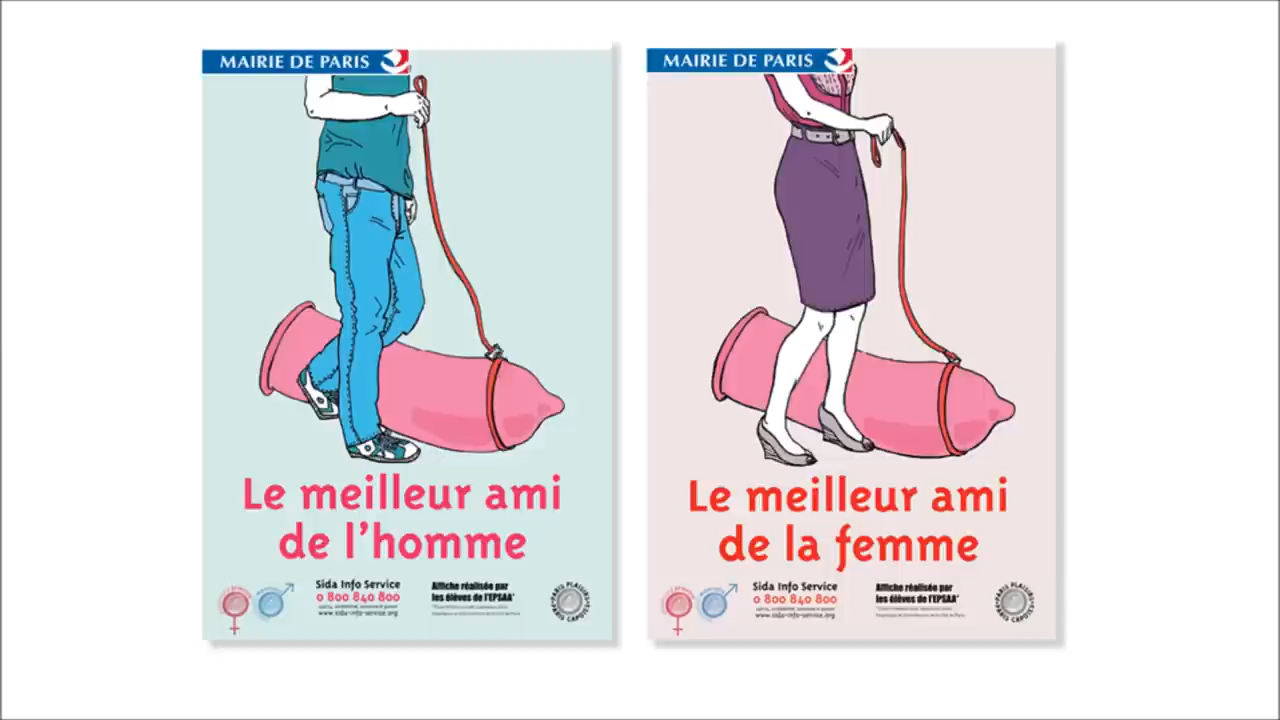 MAIRIE DE PARIS
Le meilleur ami
de l'homme
Sida Info Service
0 800 840 800
www.sida-info-service.org
Affiche réalisée par
les élèves de l'EPSAA*
MAIRIE DE PARIS
Le meilleur ami
de la femme
Sida Info Service
0 800 840 800
www.sida-info-service.org
Affiche réalisée par
les élèves de l'EPSAA*